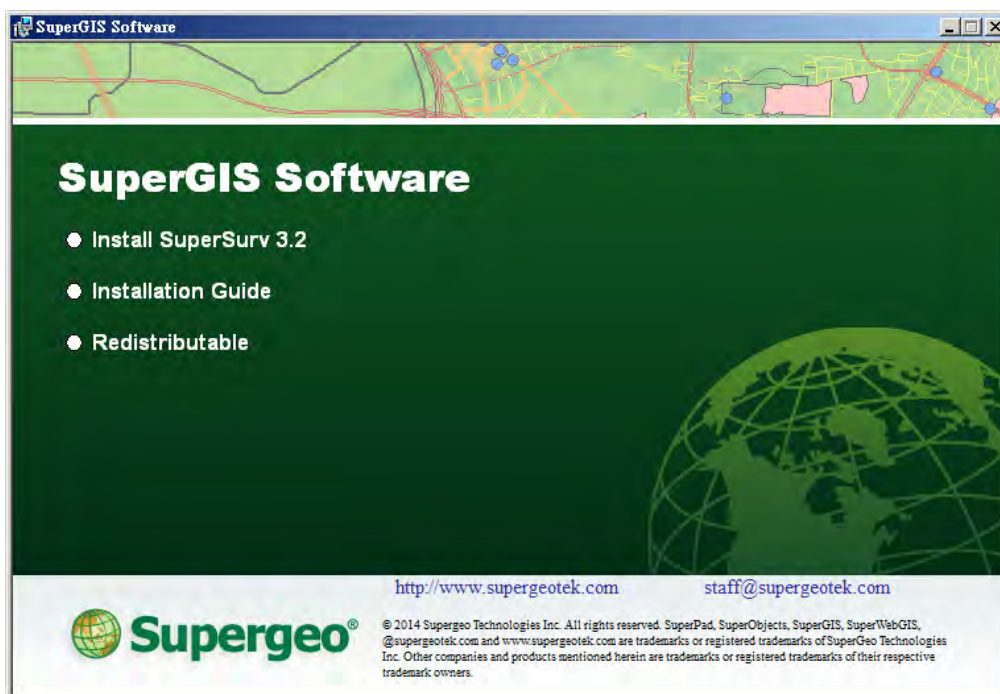 SuperGIS Software
SuperGIS Software
Install SuperSurv 3.2
Installation Guide
Redistributable
http://www.supergeotek.com
staff@supergeotek.com
Supergeo®
© 2014 Supergeo Technologies Inc. All rights reserved. SuperPad, SuperObjects, SuperGIS, SuperWebGIS,
@supergeotek.com and www.supergeotek.com are trademarks or registered trademarks of SuperGeo Technologies
Inc. Other companies and products mentioned herein are trademarks or registered trademarks of their respective
trademark owners.